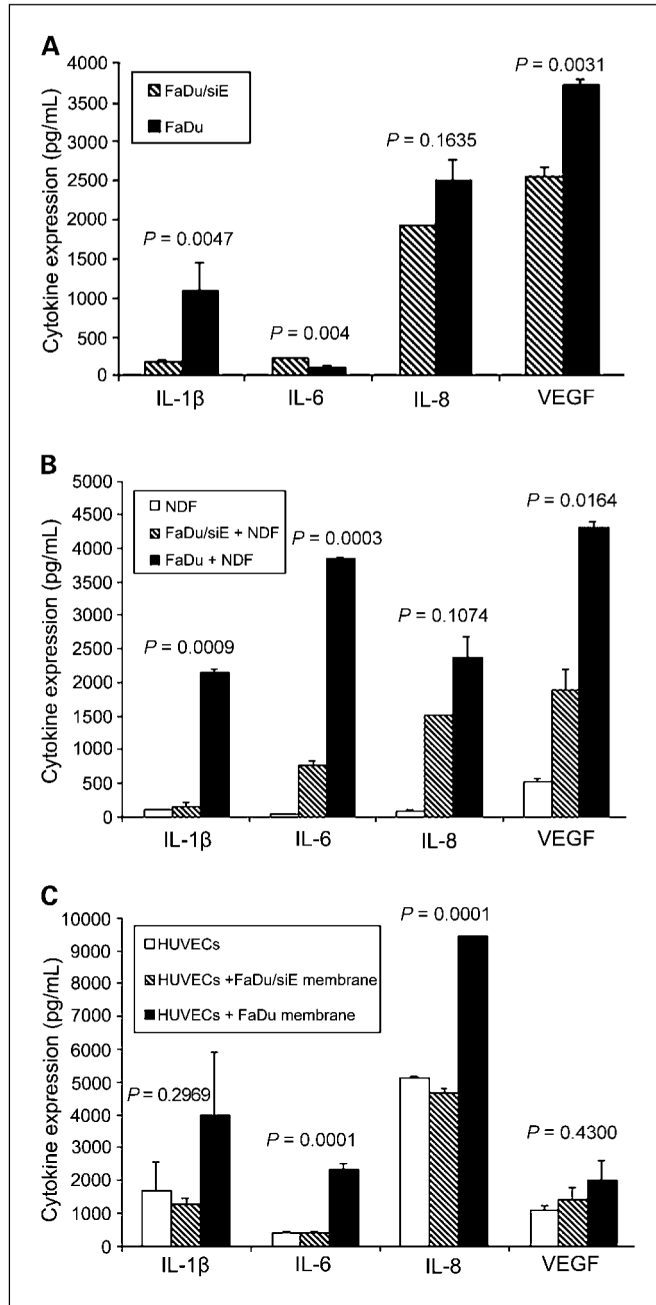 A
Cytokine expression (pg/mL)
4000
3500
3000
2500
2000
1500
1000
500
0
FaDu/siE
FaDu
P = 0.0047
P = 0.004
P = 0.1635
P = 0.0031
IL-1β
IL-6
IL-8
VEGF
B
Cytokine expression (pg/mL)
5000
4500
4000
3500
3000
2500
2000
1500
1000
500
0
NDF
FaDu/siE + NDF
FaDu + NDF
P = 0.0009
P = 0.0003
P = 0.1074
P = 0.0164
IL-1β
IL-6
IL-8
VEGF
C
Cytokine expression (pg/mL)
10000
9000
8000
7000
6000
5000
4000
3000
2000
1000
0
HUVECs
HUVECs +FaDu/siE membrane
HUVECs + FaDu membrane
P = 0.2969
P = 0.0001
P = 0.0001
P = 0.4300
IL-1β
IL-6
IL-8
VEGF